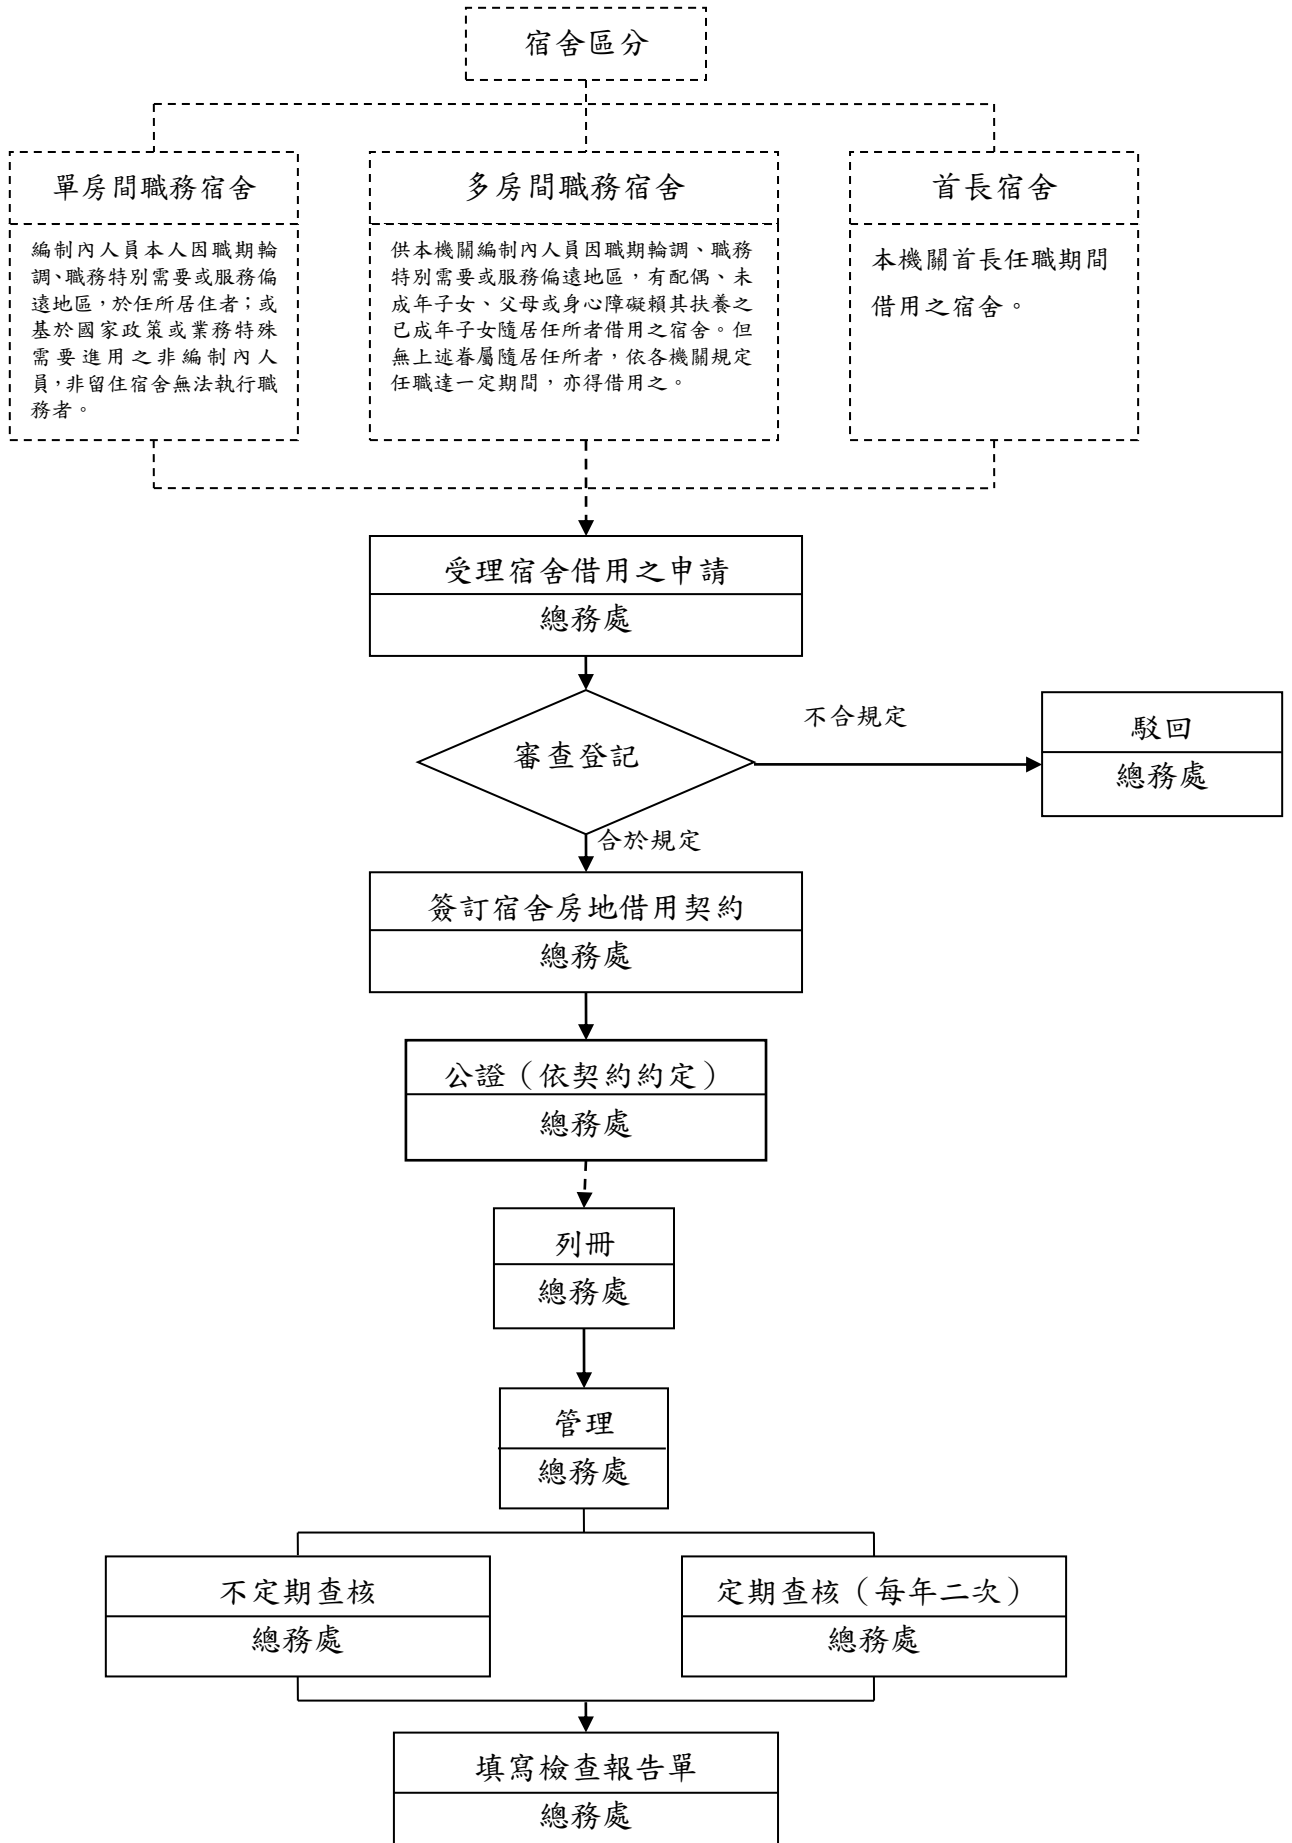 宿舍區分
單房間職務宿舍
編制內人員本人因職期輪
調、職務特別需要或服務偏
遠地區，於任所居住者；或
基於國家政策或業務特殊
需要進用之非編制內人
員，非留住宿舍無法執行職
務者。
多房間職務宿舍
供本機關編制內人員因職期輪調、職務
特別需要或服務偏遠地區，有配偶、未
成年子女、父母或身心障礙賴其扶養之
已成年子女隨居任所者借用之宿舍。但
無上述眷屬隨居任所者，依各機關規定
任職達一定期間，亦得借用之。
首長宿舍
本機關首長任職期間
借用之宿舍。
受理宿舍借用之申請
總務處
審查登記
不合規定
駁回
總務處
合於規定
簽訂宿舍房地借用契約
總務處
公證（依契約約定）
總務處
列冊
總務處
管理
總務處
不定期查核
總務處
定期查核（每年二次）
總務處
填寫檢查報告單
總務處